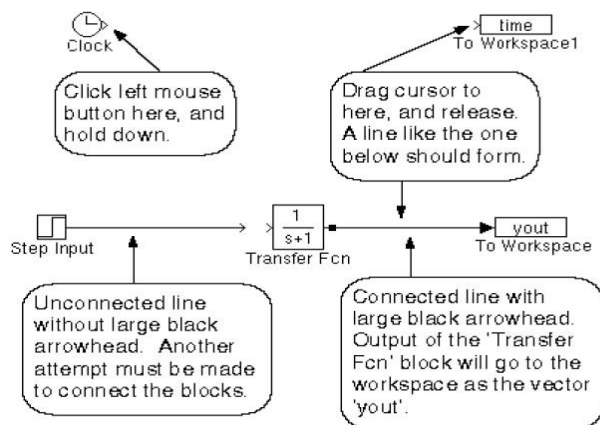 Clock
time
To Workspace1
Click left mouse
button here, and
hold down.
Drag cursor to
here, and release.
A line like the one
below should form.
Step Input
1
s+1
Transfer Fcn
yout
To Workspace
Unconnected line
without large black
arrowhead. Another
attempt must be made
to connect the blocks.
Connected line with
large black arrowhead.
Output of the 'Transfer
Fcn' block will go to the
workspace as the vector
'yout'.